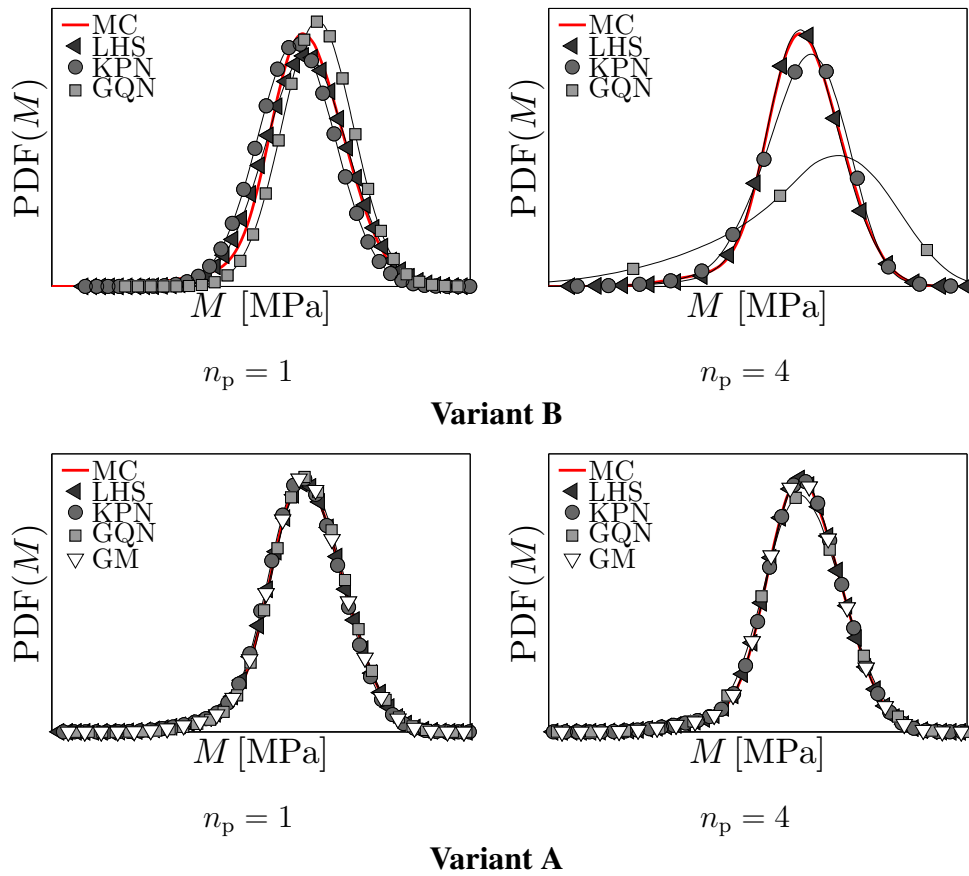 MC
LHS
KPN
GQN
PDF(M)
M [MPa]
n_p = 1
MC
LHS
KPN
GQN
PDF(M)
M [MPa]
n_p = 4
Variant B
MC
LHS
KPN
GQN
GM
PDF(M)
M [MPa]
n_p = 1
MC
LHS
KPN
GQN
GM
PDF(M)
M [MPa]
n_p = 4
Variant A